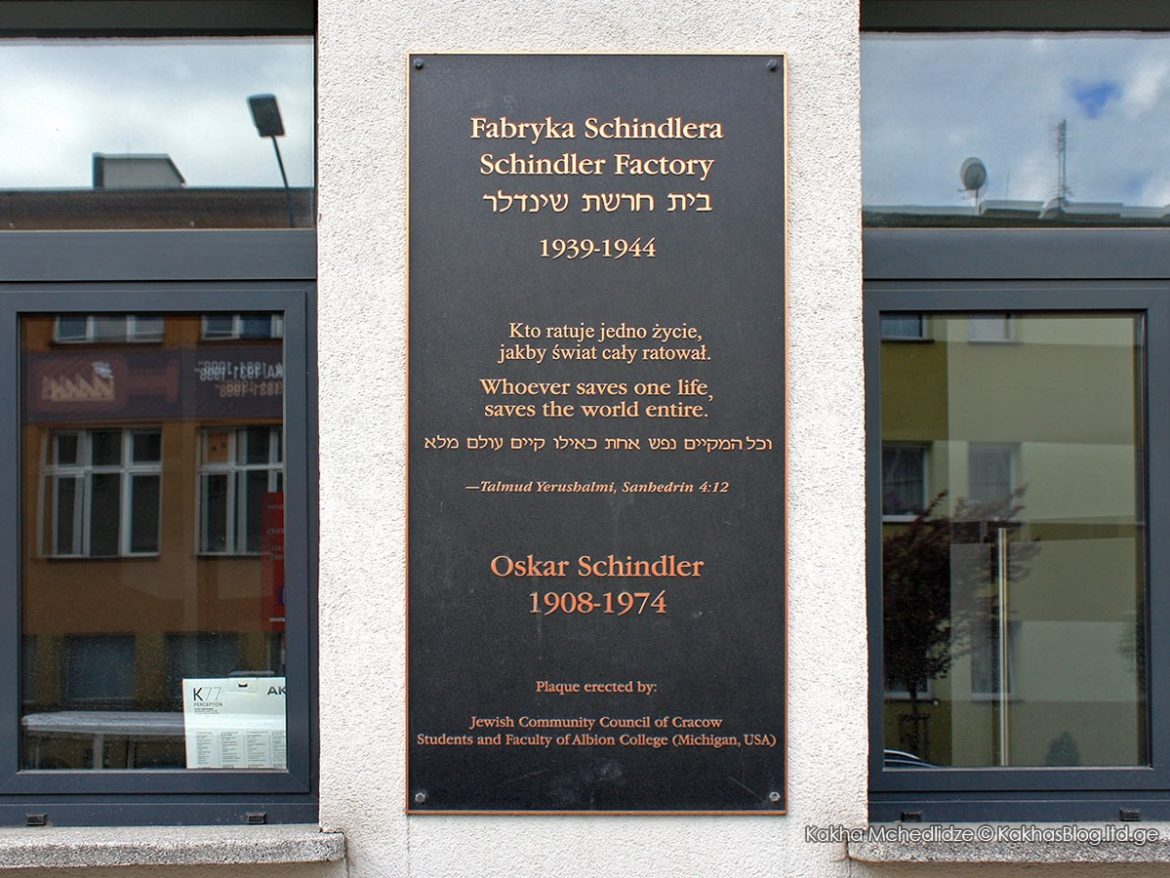 Fabryka Schindlera
Schindler Factory
בית חרשת שינדלר
1939-1944
Kto ratuje jedno życie,
jakby świat cały ratował.
Whoever saves one life,
saves the world entire.
וכל המקיים נפש אחת כאילו קיים עולם מלא
—Talmud Yerushalmi, Sanhedrin 4:12
Oskar Schindler
1908-1974
Plaque erected by:
Jewish Community Council of Cracow
Students and Faculty of Albion College (Michigan, USA)
K77
PERCEPTION
AK
Kakha Mchedlidze © KakhasBlog.ltd.ge